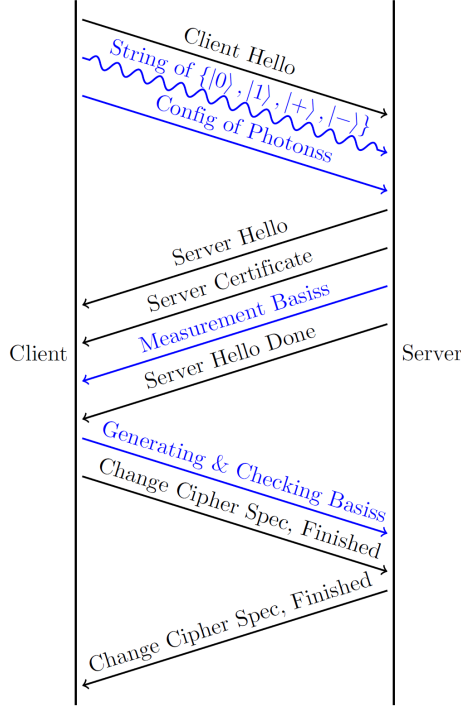 Client Hello
String of {|0⟩, |1⟩, |+⟩, |−⟩}
Config of Photonss
Server Hello
Server Certificate
Measurement Basiss
Server Hello Done
Client
Server
Generating & Checking Basiss
Change Cipher Spec, Finished
Change Cipher Spec, Finished